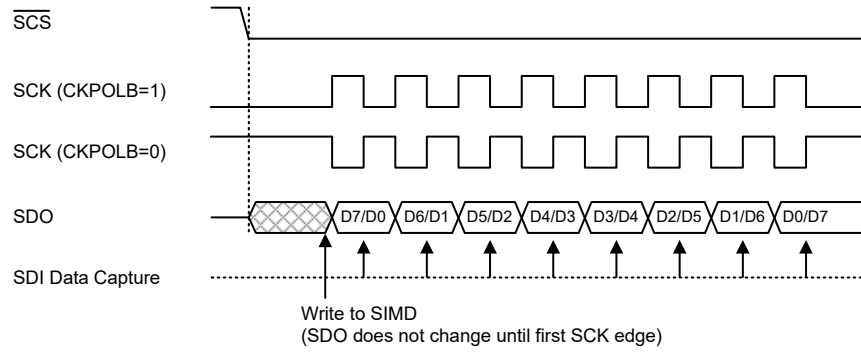 SCS
SCK (CKPOLB=1)
SCK (CKPOLB=0)
SDO
D7/D0 D6/D1 D5/D2 D4/D3 D3/D4 D2/D5 D1/D6 D0/D7
SDI Data Capture
Write to SIMD
(SDO does not change until first SCK edge)